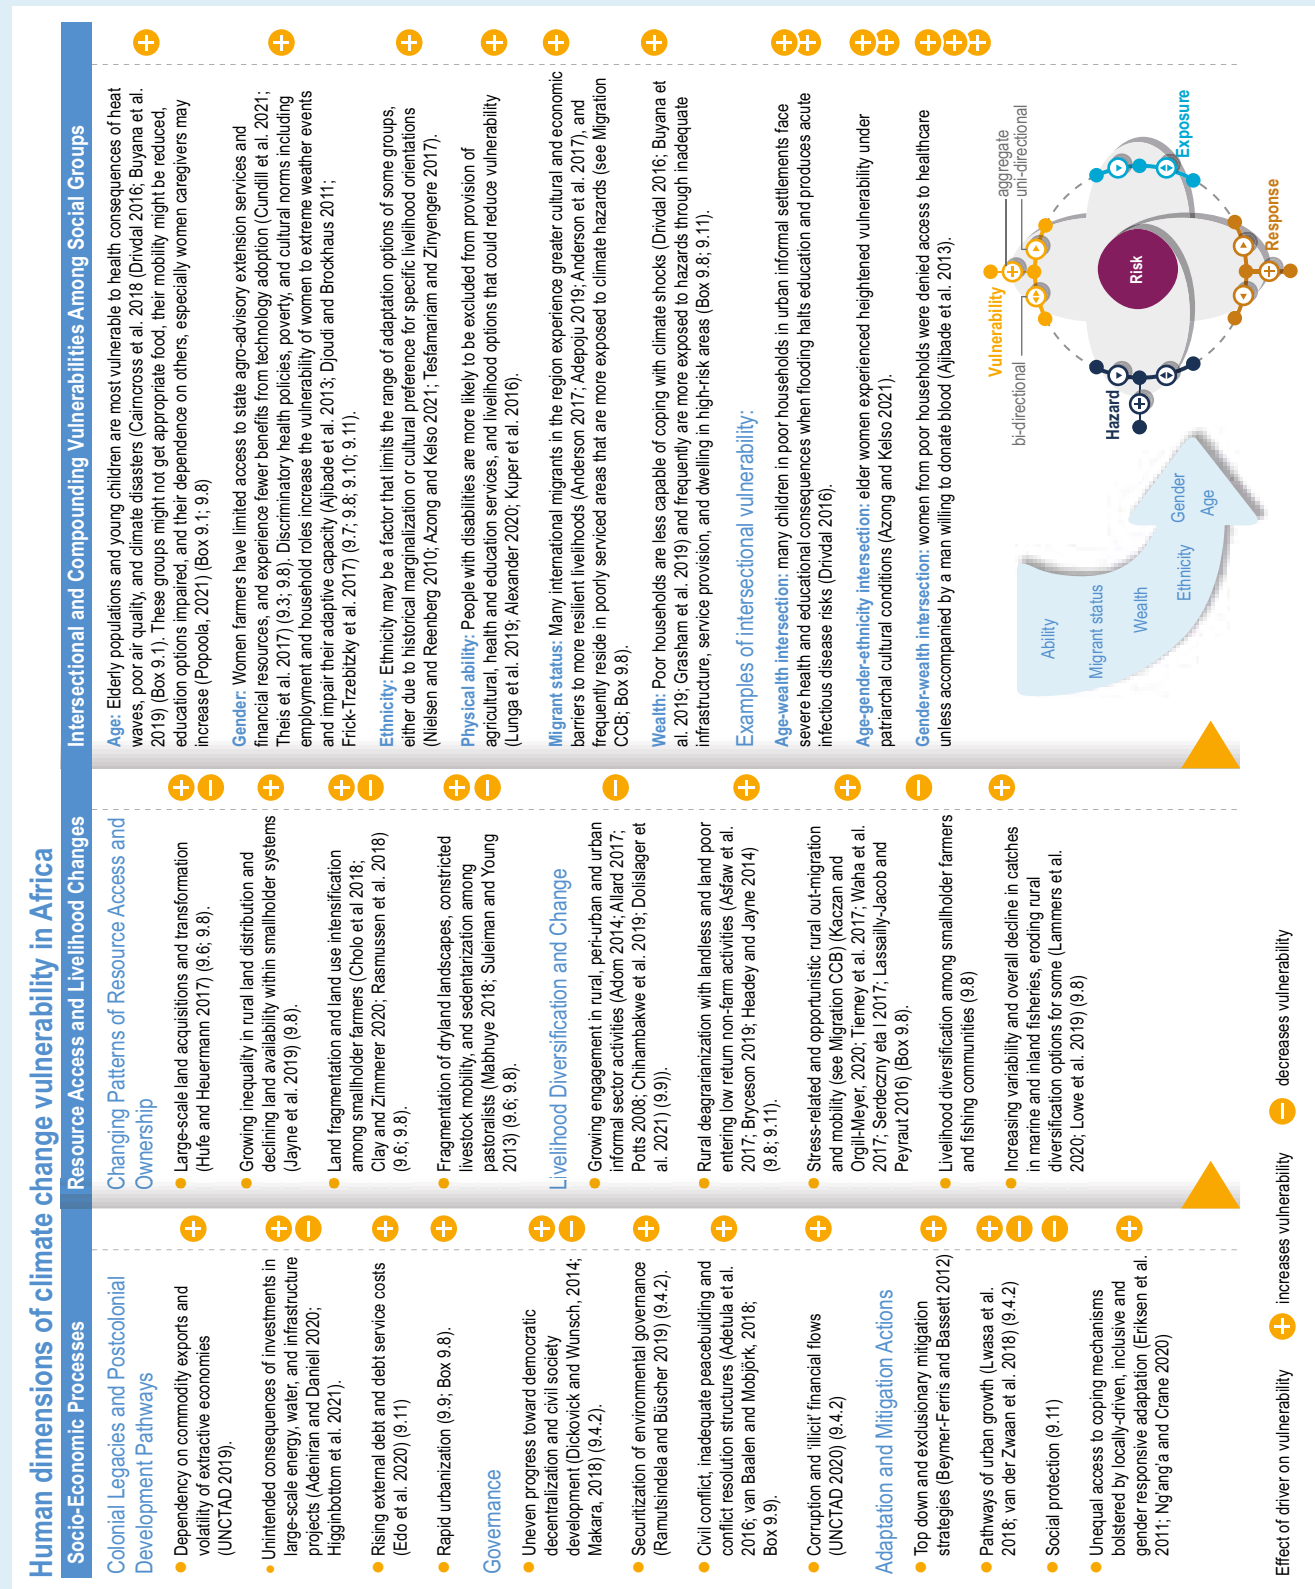 Human dimensions of climate change vulnerability in Africa
Socio-Economic Processes
Colonial Legacies and Postcolonial
Development Pathways
Dependency on commodity exports and
volatility of extractive economies
(UNCTAD 2019).
Unintended consequences of investments in
large-scale energy, water, and infrastructure
projects (Adeniran and Daniell 2020;
Higginbottom et al. 2021).
Rising external debt and debt service costs
(Edo et al. 2020) (9.11)
Rapid urbanization (9.9; Box 9.8).
Governance
Uneven progress toward democratic
decentralization and civil society
development (Dickovick and Wunsch, 2014;
Makara, 2018) (9.4.2).
Securitization of environmental governance
(Ramutsindela and Büscher 2019) (9.4.2).
Civil conflict, inadequate peacebuilding and
conflict resolution structures (Adetula et al.
2016; van Baalen and Mobjörk, 2018;
Box 9.9).
Corruption and 'illicit' financial flows
(UNCTAD 2020) (9.4.2)
Adaptation and Mitigation Actions
Top down and exclusionary mitigation
strategies (Beymer-Ferris and Bassett 2012)
Pathways of urban growth (Lwasa et al.
2018; van der Zwaan et al. 2018) (9.4.2)
Social protection (9.11)
Unequal access to coping mechanisms
bolstered by locally-driven, inclusive and
gender responsive adaptation (Eriksen et al.
2011; Ng'ang'a and Crane 2020)
Resource Access and Livelihood Changes
Changing Patterns of Resource Access and
Ownership
Large-scale land acquisitions and transformation
(Hufe and Heuermann 2017) (9.6; 9.8).
Growing inequality in rural land distribution and
declining land availability within smallholder systems
(Jayne et al. 2019) (9.8).
Land fragmentation and land use intensification
among smallholder farmers (Cholo et al 2018;
Clay and Zimmerer 2020; Rasmussen et al. 2018)
(9.6; 9.8).
Fragmentation of dryland landscapes, constricted
livestock mobility, and sedentarization among
pastoralists (Mabhuye 2018; Suleiman and Young
2013) (9.6; 9.8).
Livelihood Diversification and Change
Growing engagement in rural, peri-urban and urban
informal sector activities (Adom 2014; Allard 2017;
Potts 2008; Chihambakwe et al. 2019; Dolislager et
al. 2021) (9.9)).
Rural deagrarianization with landless and land poor
entering low return non-farm activities (Asfaw et al.
2017; Bryceson 2019; Headey and Jayne 2014)
(9.8; 9.11).
Stress-related and opportunistic rural out-migration
and mobility (see Migration CCB) (Kaczan and
Orgill-Meyer, 2020; Tierney et al. 2017; Waha et al.
2017; Serdeczny eta l 2017; Lassailly-Jacob and
Peyraut 2016) (Box 9.8).
Livelihood diversification among smallholder farmers
and fishing communities (9.8)
Increasing variability and overall decline in catches
in marine and inland fisheries, eroding rural
diversification options for some (Lammers et al.
2020; Lowe et al. 2019) (9.8)
Intersectional and Compounding Vulnerabilities Among Social Groups
Age: Elderly populations and young children are most vulnerable to health consequences of heat
waves, poor air quality, and climate disasters (Cairncross et al. 2018 (Drivdal 2016; Buyana et al.
2019) (Box 9.1). These groups might not get appropriate food, their mobility might be reduced,
education options impaired, and their dependence on others, especially women caregivers may
increase (Popoola, 2021) (Box 9.1; 9.8)
Gender: Women farmers have limited access to state agro-advisory extension services and
financial resources, and experience fewer benefits from technology adoption (Cundill et al. 2021;
Theis et al. 2017) (9.3; 9.8). Discriminatory health policies, poverty, and cultural norms including
employment and household roles increase the vulnerability of women to extreme weather events
and impair their adaptive capacity (Ajibade et al. 2013; Djoudi and Brockhaus 2011;
Frick-Trzebitzky et al. 2017) (9.7; 9.8; 9.10; 9.11).
Ethnicity: Ethnicity may be a factor that limits the range of adaption options of some groups,
either due to historical marginalization or cultural preference for specific livelihood orientations
(Nielsen and Reenberg 2010; Azong and Kelso 2021; Tesfamariam and Zinyengere 2017).
Physical ability: People with disabilities are more likely to be excluded from provision of
agricultural, health and education services, and livelihood options that could reduce vulnerability
(Lunga et al. 2019; Alexander 2020; Kuper et al. 2016).
Migrant status: Many international migrants in the region experience greater cultural and economic
barriers to more resilient livelihoods (Anderson 2017; Adepoju 2019; Anderson et al. 2017), and
frequently reside in poorly serviced areas that are more exposed to climate hazards (see Migration
CCB; Box 9.8).
Wealth: Poor households are less capable of coping with climate shocks (Drivdal 2016; Buyana et
al. 2019; Grasham et al. 2019) and frequently are more exposed to hazards through inadequate
infrastructure, service provision, and dwelling in high-risk areas (Box 9.8; 9.11).
Examples of intersectional vulnerability:
Age-wealth intersection: many children in poor households in urban informal settlements face
severe health and educational consequences when flooding halts education and produces acute
infectious disease risks (Drivdal 2016).
Age-gender-ethnicity intersection: elder women experienced heightened vulnerability under
patriarchal cultural conditions (Azong and Kelso 2021).
Gender-wealth intersection: women from poor households were denied access to healthcare
unless accompanied by a man willing to donate blood (Ajibade et al. 2013).
Ability
Migrant status
Wealth
Ethnicity
Gender
Age
bi-directional
Vulnerability
aggregate
uni-directional
Hazard
Risk
Exposure
Response
Effect of driver on vulnerability
increases vulnerability
decreases vulnerability